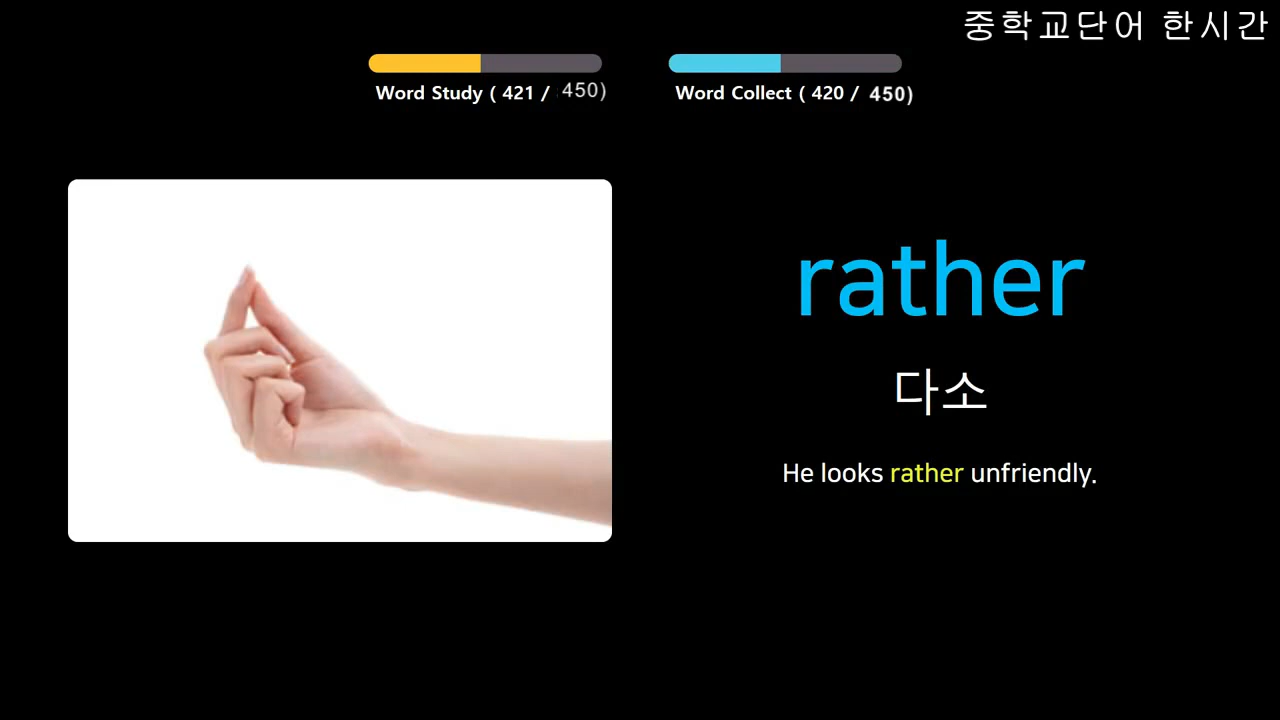 중학교단어 한시간
Word Study ( 421 / 450)
Word Collect ( 420 / 450)
rather
다소
He looks rather unfriendly.